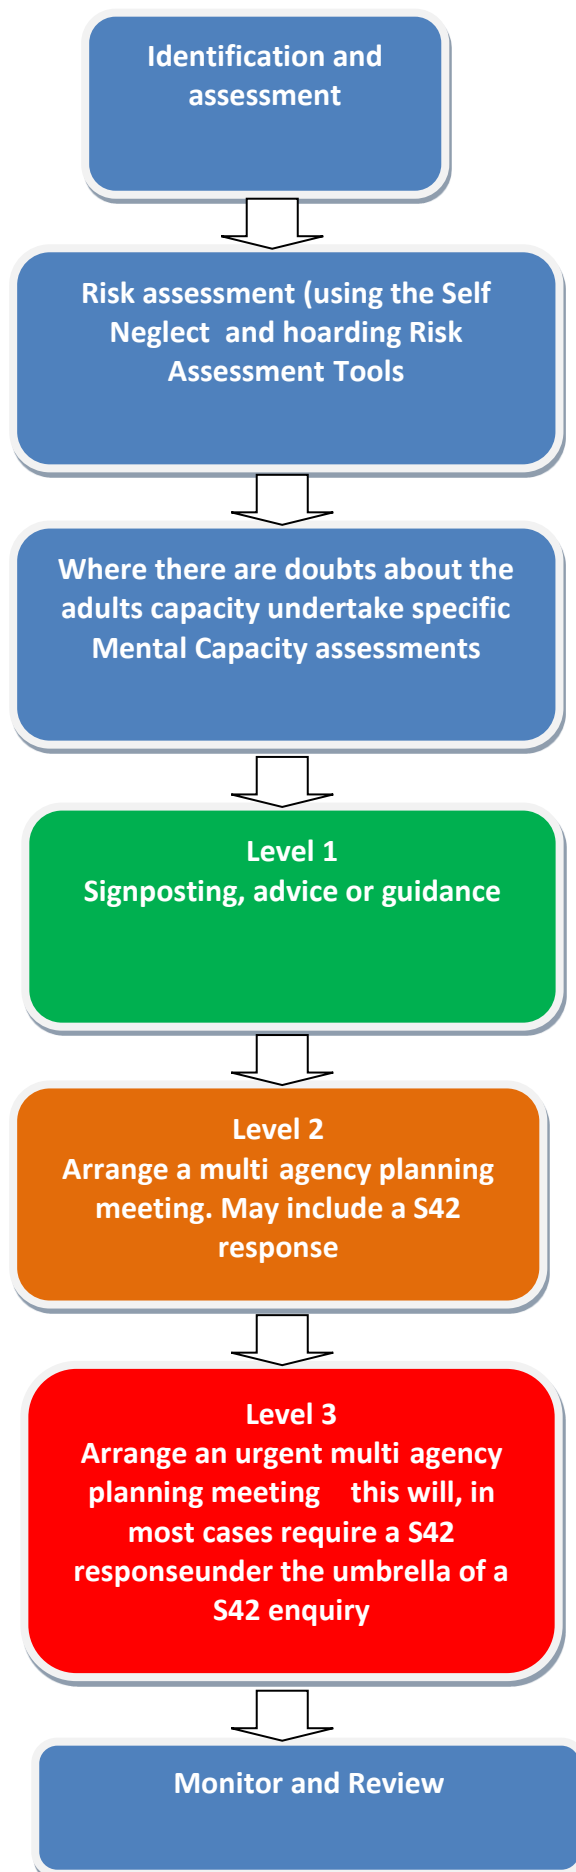 Identification and
assessment
Risk assessment (using the Self
Neglect and hoarding Risk
Assessment Tools
Where there are doubts about the
adults capacity undertake specific
Mental Capacity assessments
Level 1
Signposting, advice or guidance
Level 2
Arrange a multi agency planning
meeting. May include a S42
response
Level 3
Arrange an urgent multi agency
planning meeting this will, in
most cases require a S42
responseunder the umbrella of a
S42 enquiry
Monitor and Review